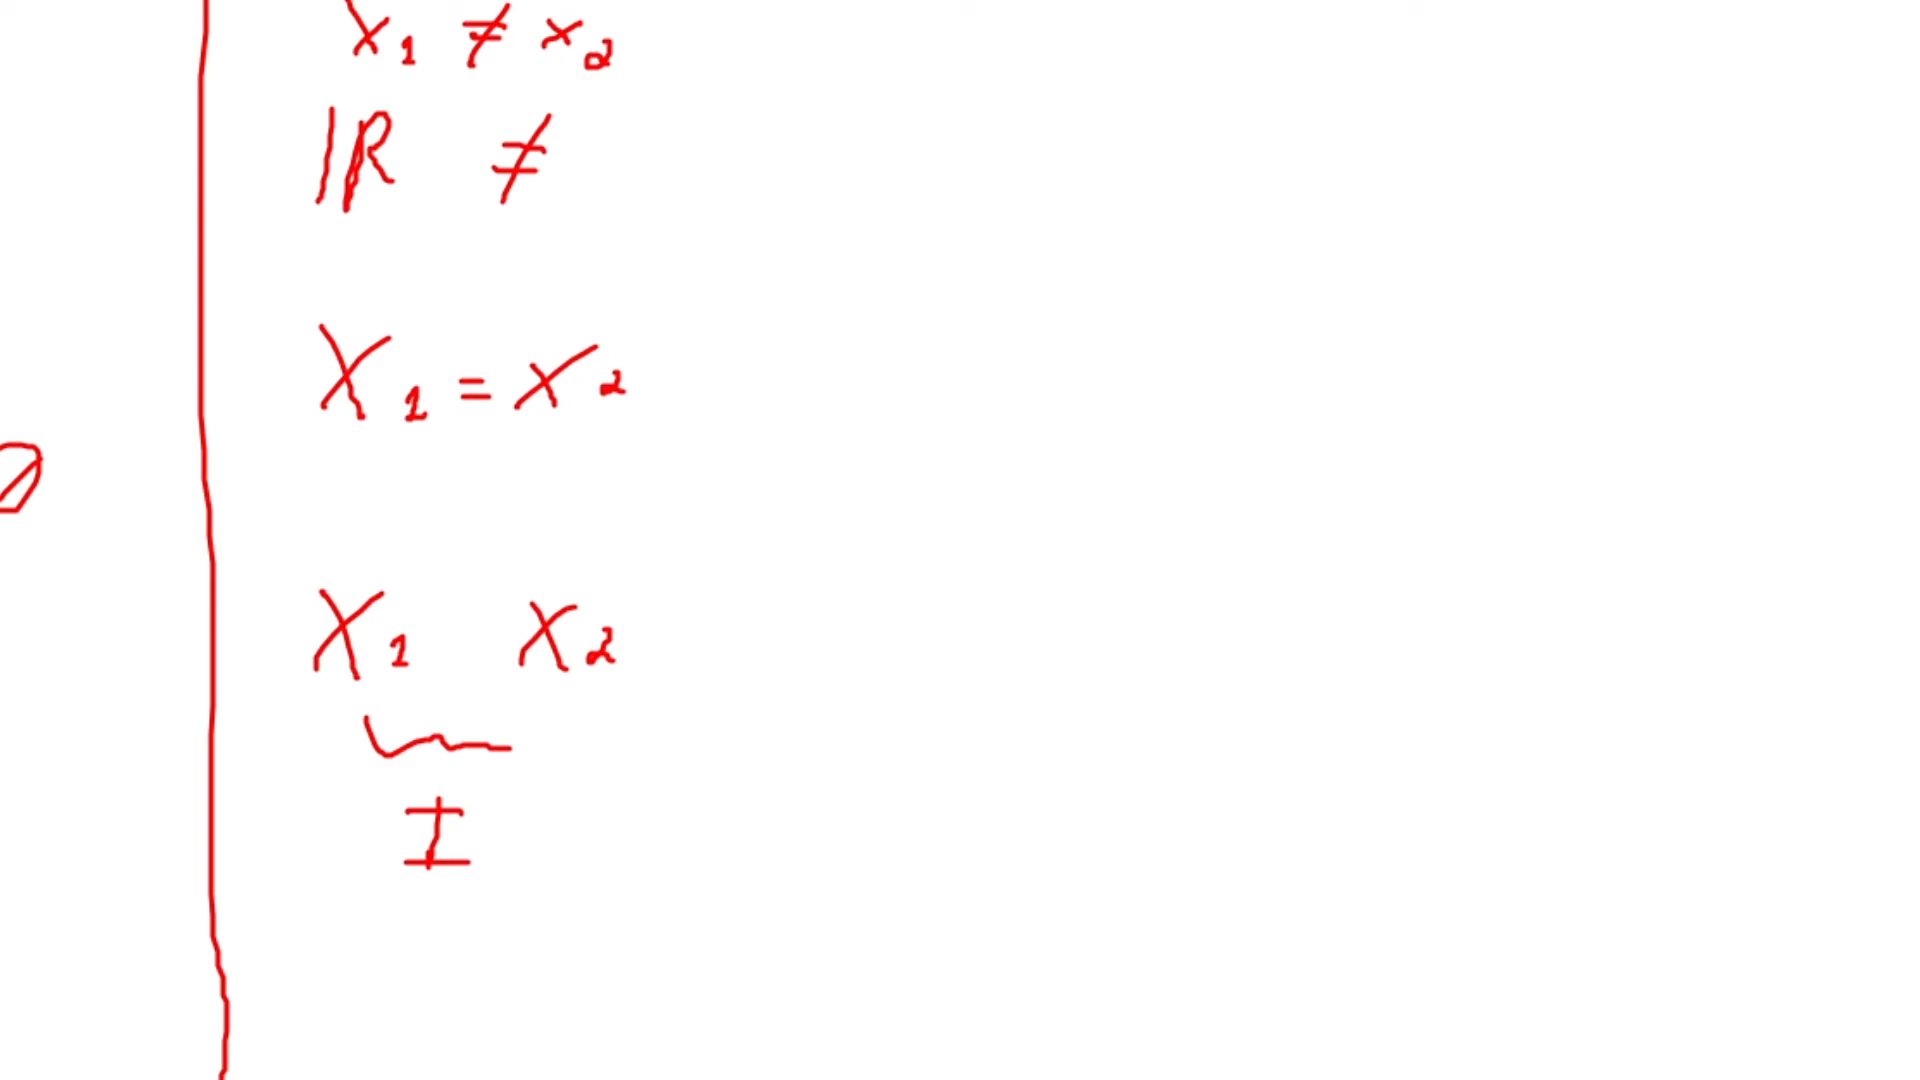 x₁ ≠ x₂
ℝ ≠
X₁ = x₂
X₁ X₂
I